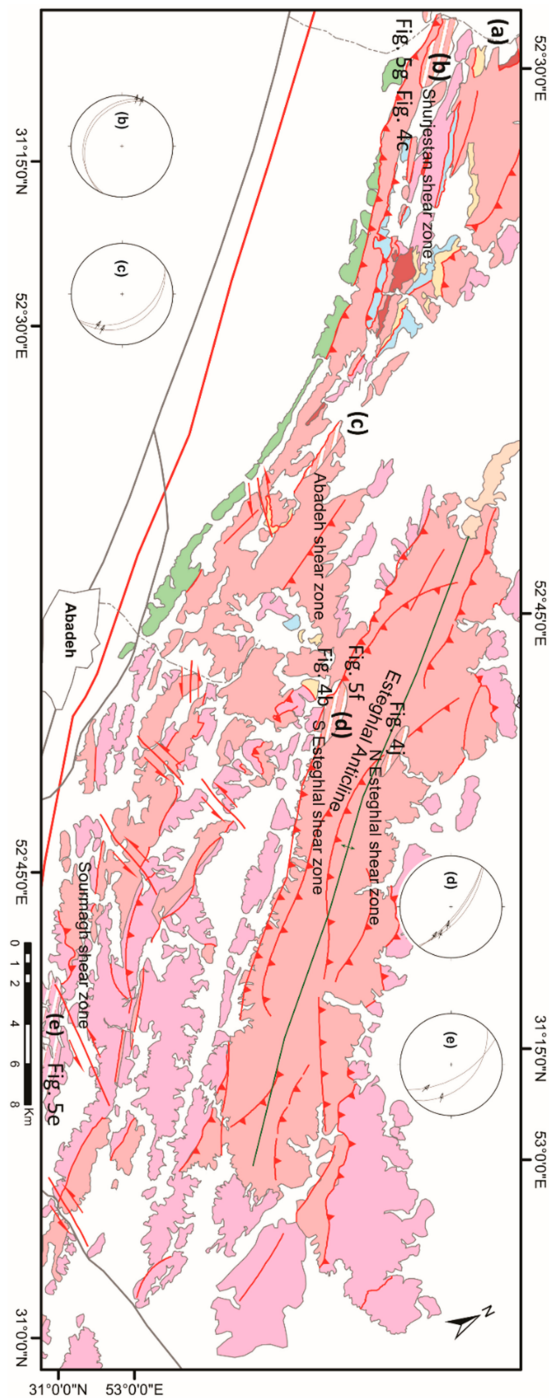 (a)
52°30'0"E
(b)
Shurjestan shear zone
Fig. 5g
Fig. 4c
(b)
31°15'0"N
(c)
52°30'0"E
(c)
Abadeh shear zone
52°45'0"E
Abadeh
Fig. 5f
Fig. 4b
(d)
S Esteghlal shear zone
Esteghlal Anticline
Fig. 4j
N Esteghlal shear zone
(d)
52°45'0"E
Sourmagh shear zone
(e)
31°15'0"N
(e)
Fig. 5e
0 1 2 4 6 8
Km
53°0'0"E
N
31°0'0"N
31°0'0"N
53°0'0"E